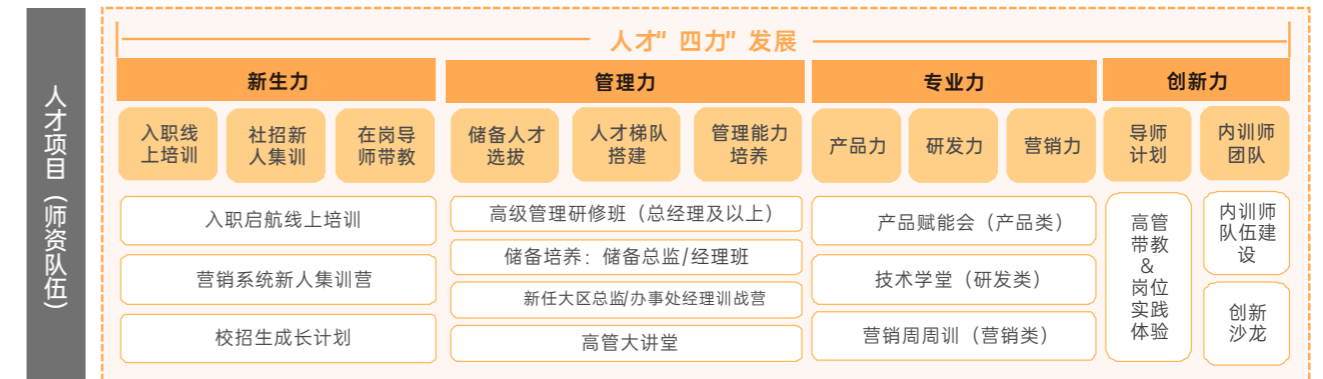 人才项目（师资队伍）
人才“四力”发展
新生力
管理力
专业力
创新力
入职线
上培训
社招新
人集训
在岗导
师带教
储备人才
选拔
人才梯队
搭建
管理能力
培养
产品力
研发力
营销力
导师
计划
内训师
团队
入职启航线上培训
营销系统新人集训营
校招生成长计划
高级管理研修班（总经理及以上）
储备培养：储备总监/经理班
新任大区总监/办事处经理训战营
高管大讲堂
产品赋能会（产品类）
技术学堂（研发类）
营销周周训（营销类）
高管
带教
&
岗位
实践
体验
内训师
队伍建
设
创新
沙龙